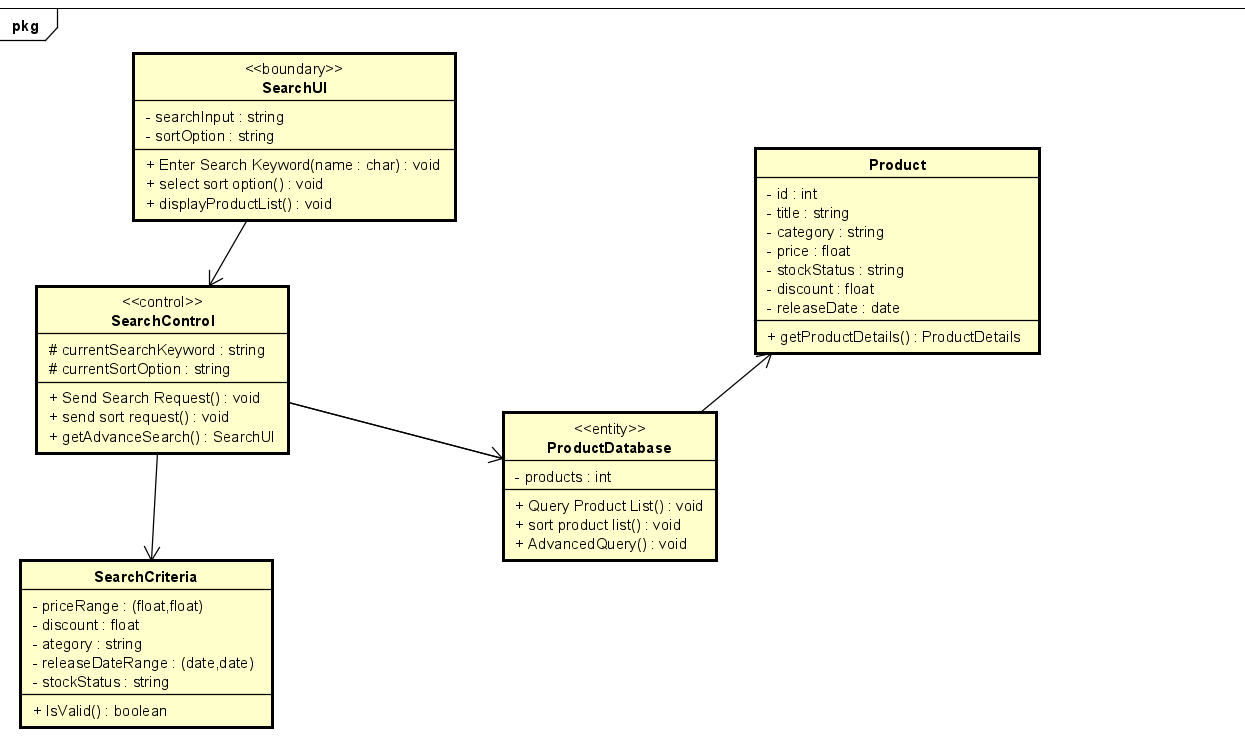 pkg
<<boundary>>
SearchUI
- searchInput : string
- sortOption : string
+ Enter Search Keyword(name : char) : void
+ select sort option() : void
+ displayProductList() : void
Product
- id : int
- title : string
- category : string
- price : float
- stockStatus : string
- discount : float
- releaseDate : date
+ getProductDetails() : ProductDetails
<<control>>
SearchControl
# currentSearchKeyword : string
# currentSortOption : string
+ Send Search Request() : void
+ send sort request() : void
+ getAdvanceSearch() : SearchUI
<<entity>>
ProductDatabase
- products : int
+ Query Product List() : void
+ sort product list() : void
+ AdvancedQuery() : void
SearchCriteria
- priceRange : (float,float)
- discount : float
- ategory : string
- releaseDateRange : (date,date)
- stockStatus : string
+ IsValid() : boolean